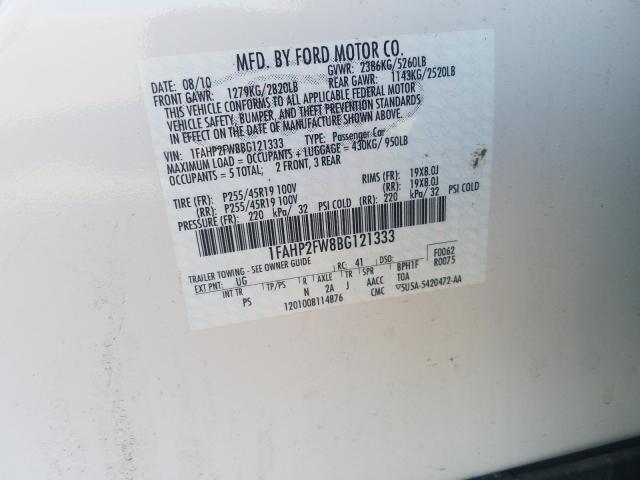 MFD. BY FORD MOTOR CO.
DATE: 08/10 GVWR: 2386KG/5260LB
FRONT GAWR: 1279KG/2820LB REAR GAWR: 1143KG/2520LB
THIS VEHICLE CONFORMS TO ALL APPLICABLE FEDERAL MOTOR
VEHICLE SAFETY, BUMPER, AND THEFT PREVENTION STANDARDS
IN EFFECT ON THE DATE OF MANUFACTURE SHOWN ABOVE.
VIN: 1FAHP2FW8BG121333 TYPE: Passenger Car
MAXIMUM LOAD = OCCUPANTS + LUGGAGE = 430KG/ 950LB
OCCUPANTS = 5 TOTAL; 2 FRONT, 3 REAR
TIRE (FR): P255/45R19 100V RIMS (FR): 19X8.0J
(RR): P255/45R19 100V (RR): 19X8.0J
PRESSURE (FR): 220 kPa/ 32 PSI COLD (RR): 220 kPa/ 32 PSI COLD
1FAHP2FW8BG121333
TRAILER TOWING - SEE OWNER GUIDE RC: 41 DSO: F0062
EXT PNT: UG R0075
INT TR TP/PS R AXLE TR SPR BPH1F
PS N 2A J AACC TOA
1201008114876 CMC ▽5U5A-5420472-AA